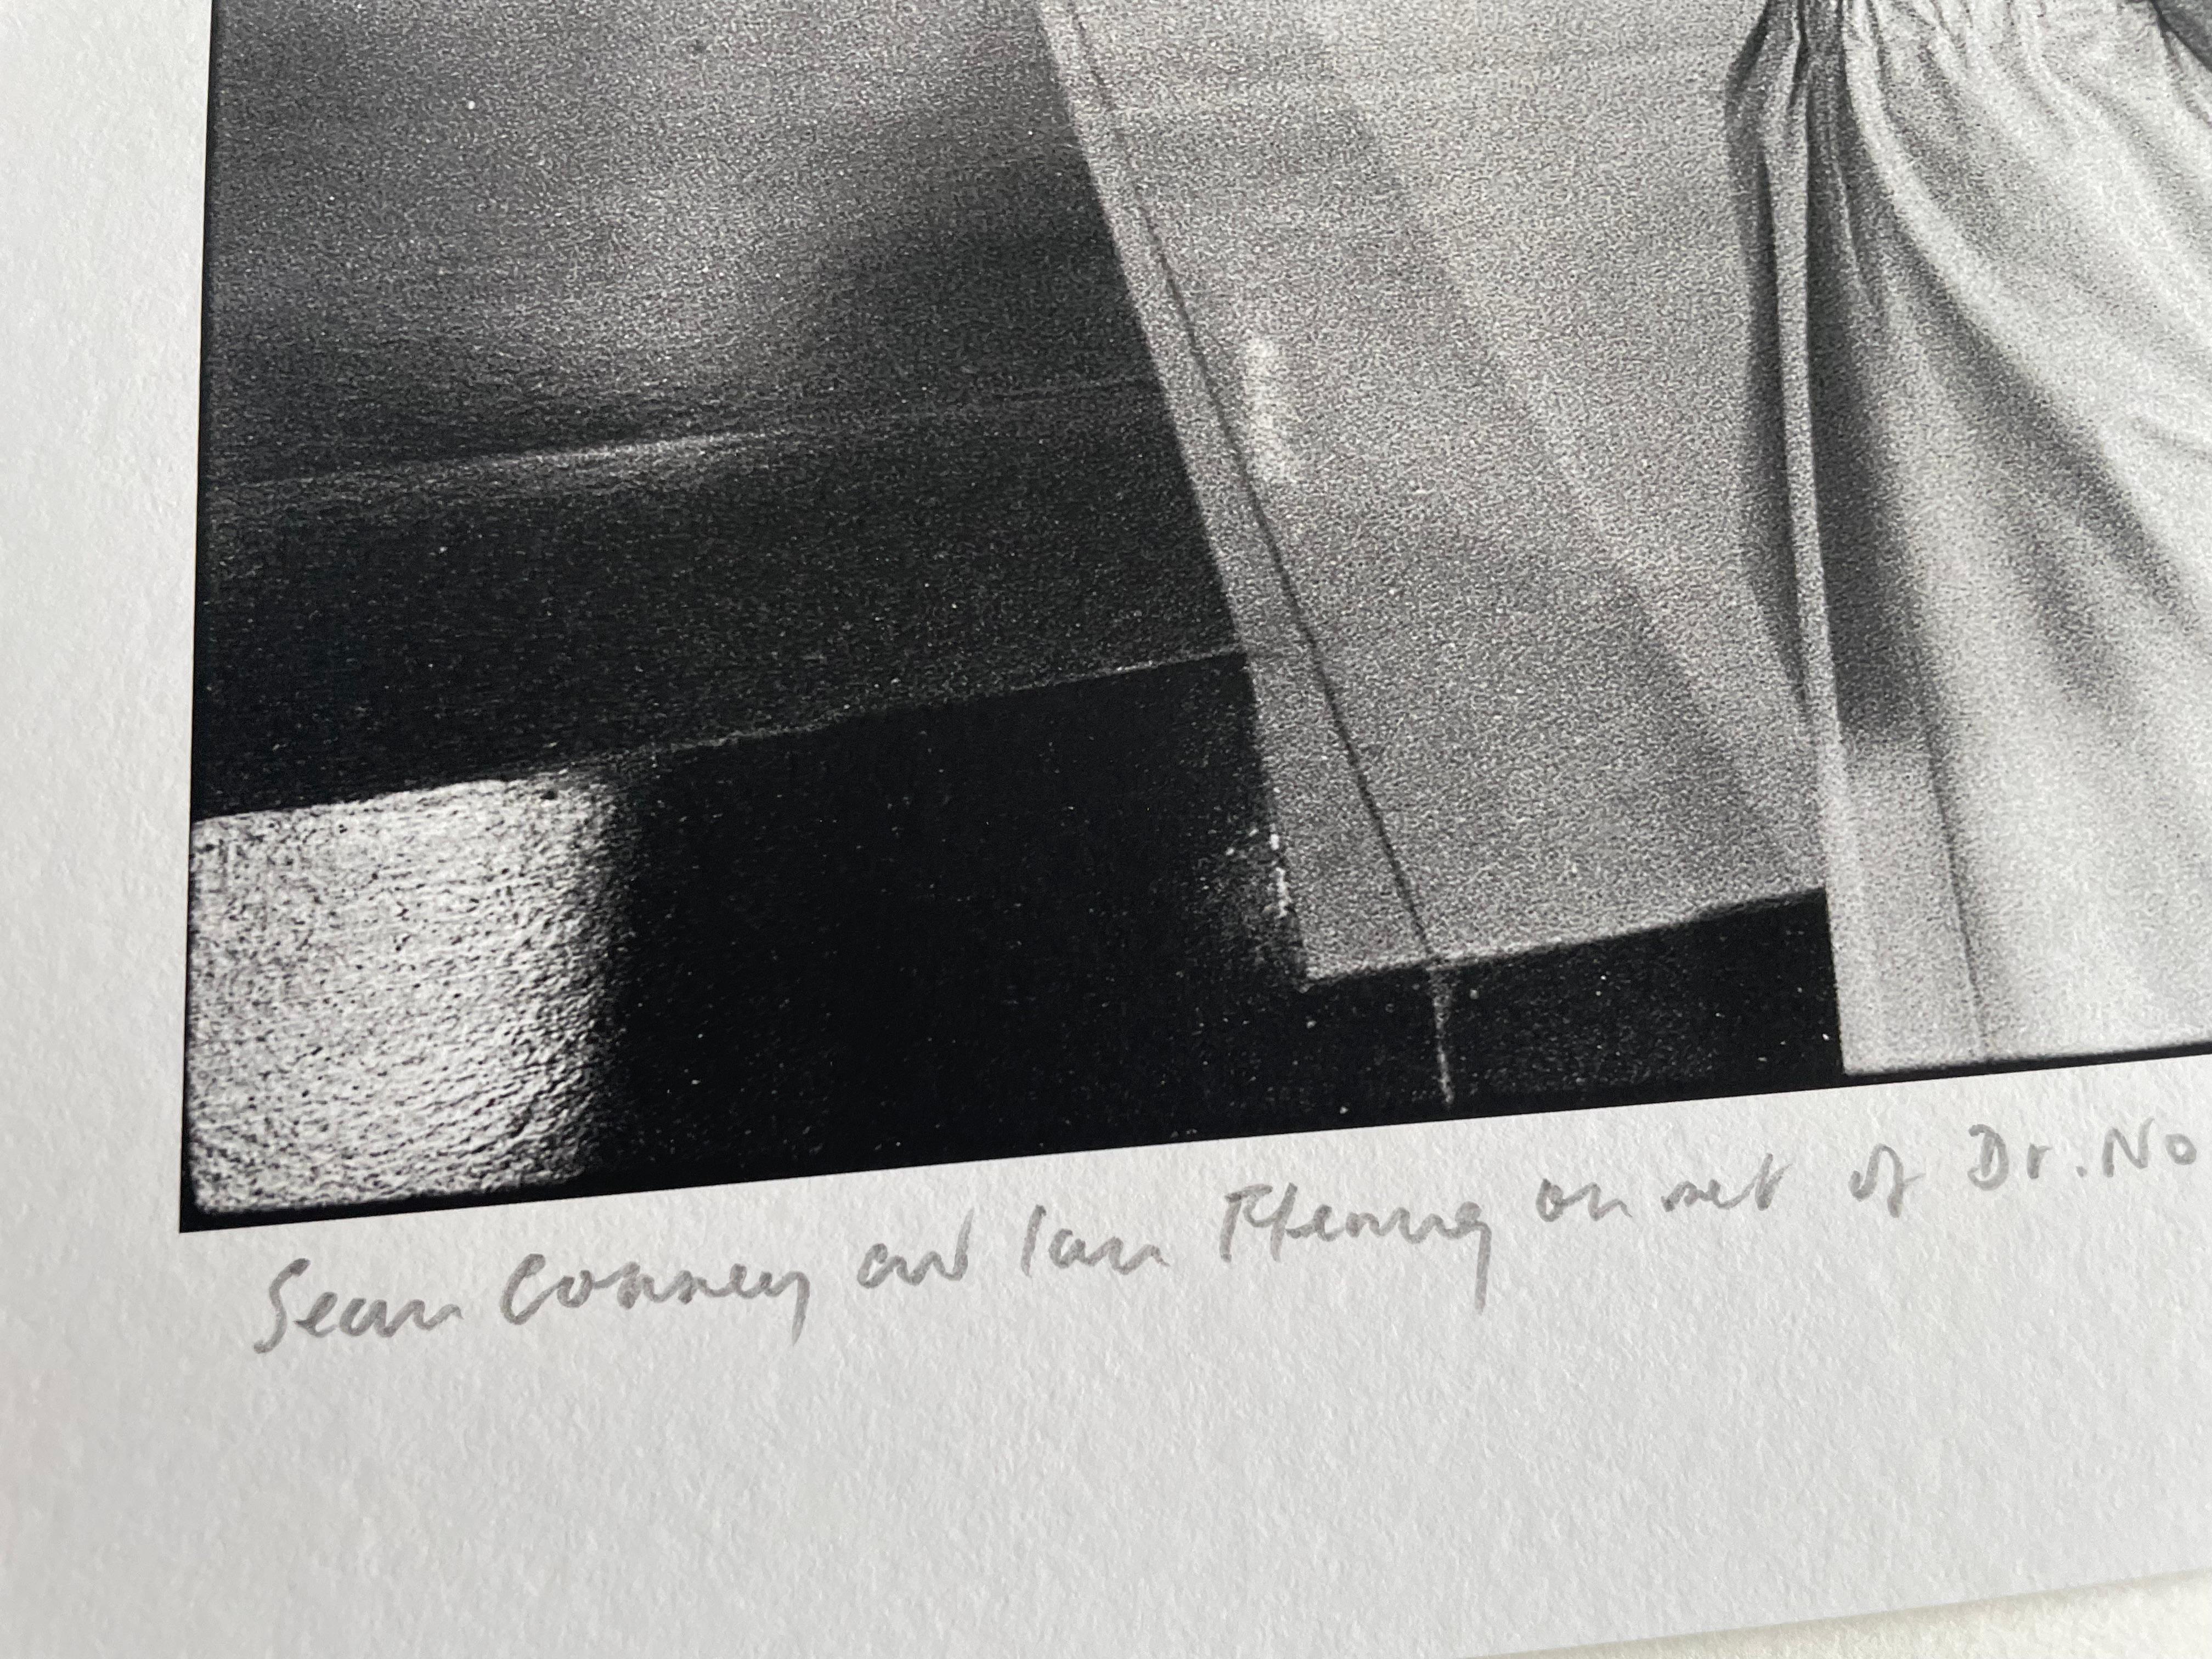 Sean Connery and Ian Fleming on set of Dr. No